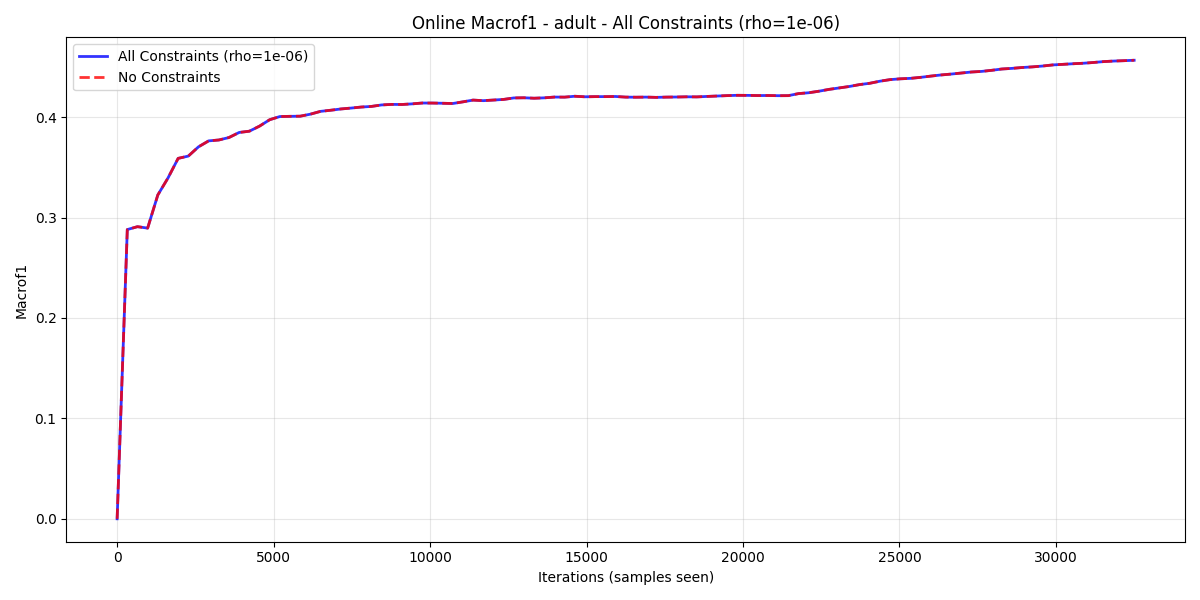 Online Macrof1 - adult - All Constraints (rho=1e-06)
All Constraints (rho=1e-06)
No Constraints
Macrof1
0.4
0.3
0.2
0.1
0.0
0 5000 10000 15000 20000 25000 30000
Iterations (samples seen)